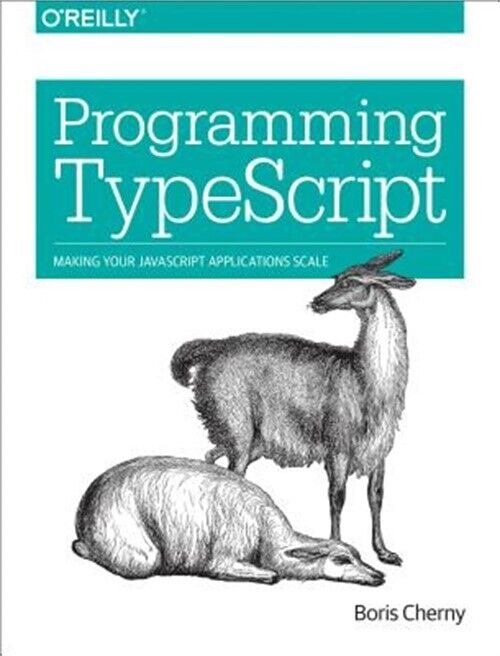 O'REILLY®
Programming
TypeScript
MAKING YOUR JAVASCRIPT APPLICATIONS SCALE
Boris Cherny